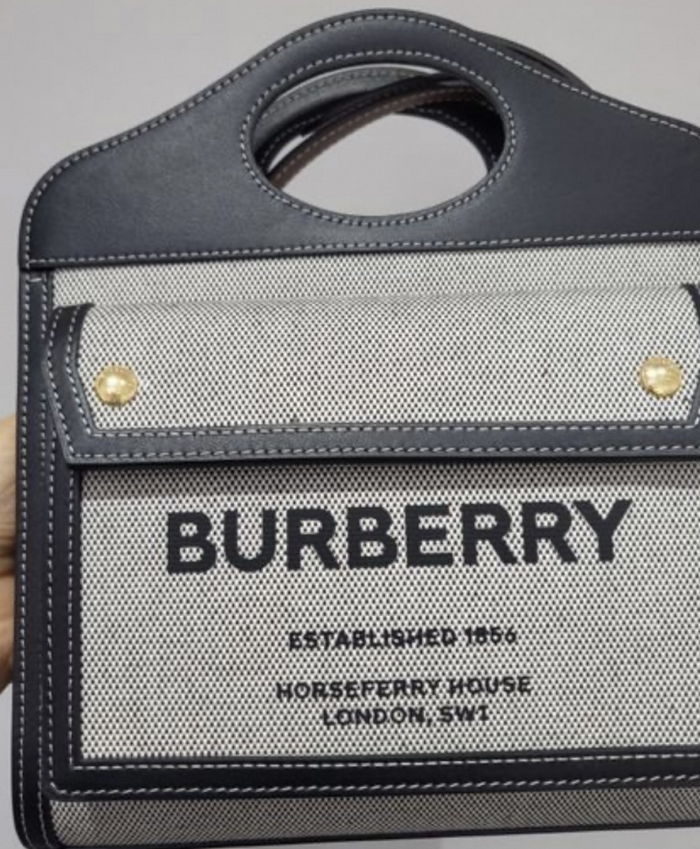 BURBERRY
ESTABLISHED 1856
HORSEFERRY HOUSE
LONDON, SW1